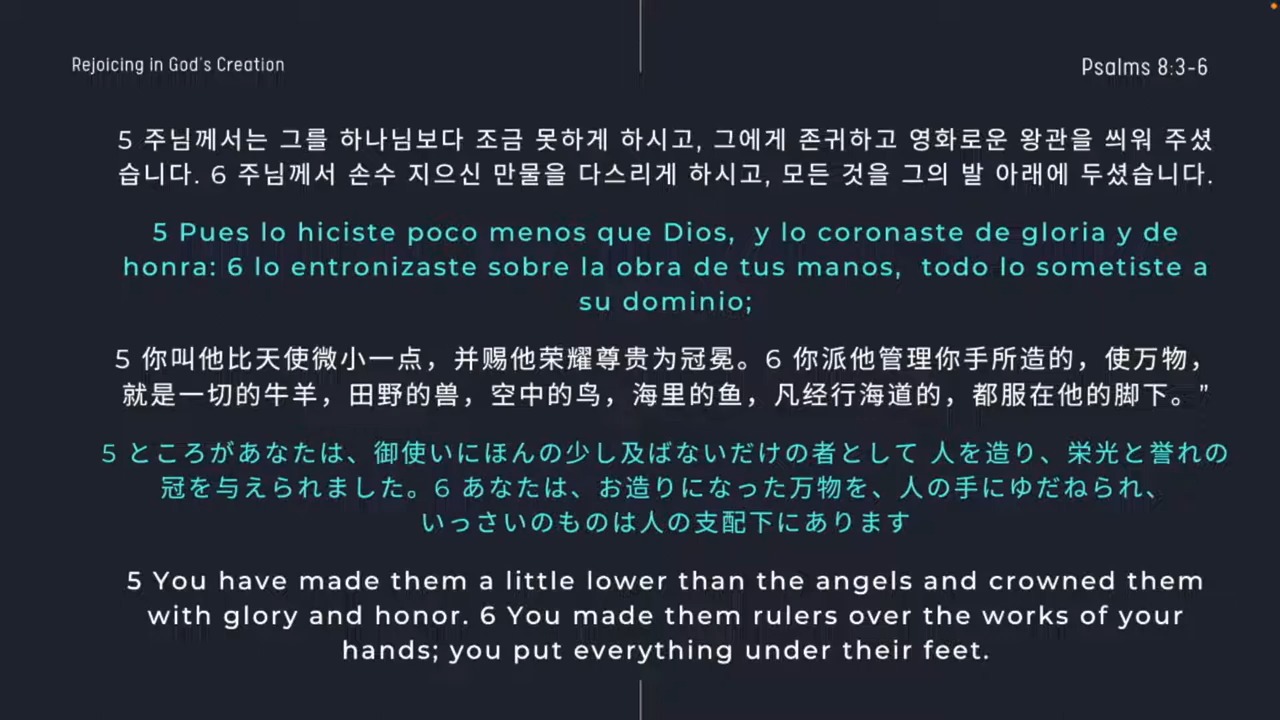 Rejoicing in God's Creation
Psalms 8:3-6
5 주님께서는 그를 하나님보다 조금 못하게 하시고, 그에게 존귀하고 영화로운 왕관을 씌워 주셨
습니다. 6 주님께서 손수 지으신 만물을 다스리게 하시고, 모든 것을 그의 발 아래에 두셨습니다.
5 Pues lo hiciste poco menos que Dios, y lo coronaste de gloria y de
honra: 6 lo entronizaste sobre la obra de tus manos, todo lo sometiste a
su dominio;
5 你叫他比天使微小一点，并赐他荣耀尊贵为冠冕。6 你派他管理你手所造的，使万物，
就是一切的牛羊，田野的兽，空中的鸟，海里的鱼，凡经行海道的，都服在他的脚下。”
5 ところがあなたは、御使いにほんの少し及ばないだけの者として 人を造り、栄光と誉れの
冠を与えられました。6 あなたは、お造りになった万物を、人の手にゆだねられ、
いっさいのものは人の支配下にあります
5 You have made them a little lower than the angels and crowned them
with glory and honor. 6 You made them rulers over the works of your
hands; you put everything under their feet.